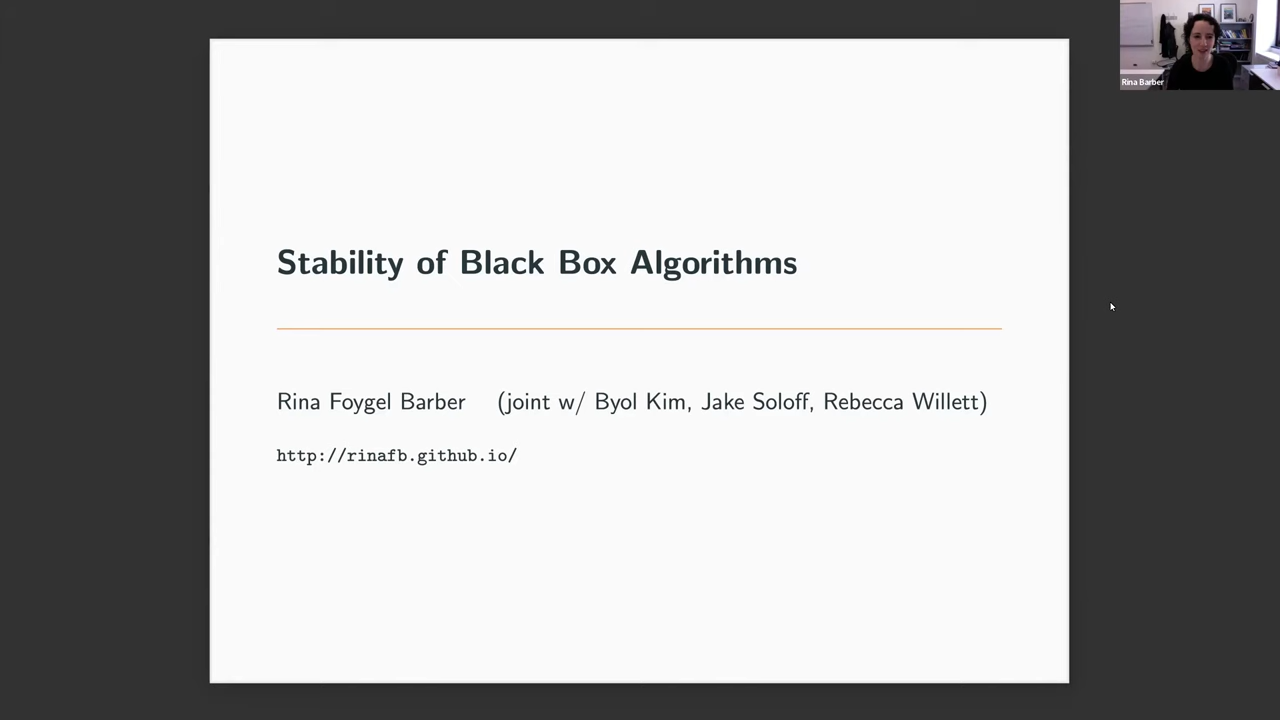 Rina Barber
Stability of Black Box Algorithms
Rina Foygel Barber (joint w/ Byol Kim, Jake Soloff, Rebecca Willett)
http://rinafb.github.io/